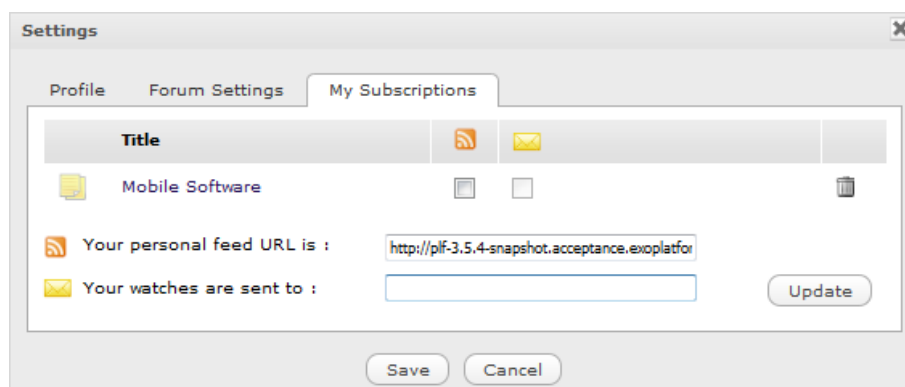 Settings
Profile Forum Settings My Subscriptions
Title
Mobile Software
Your personal feed URL is : http://plf-3.5.4-snapshot.acceptance.exoplatfor
Your watches are sent to : Update
Save Cancel